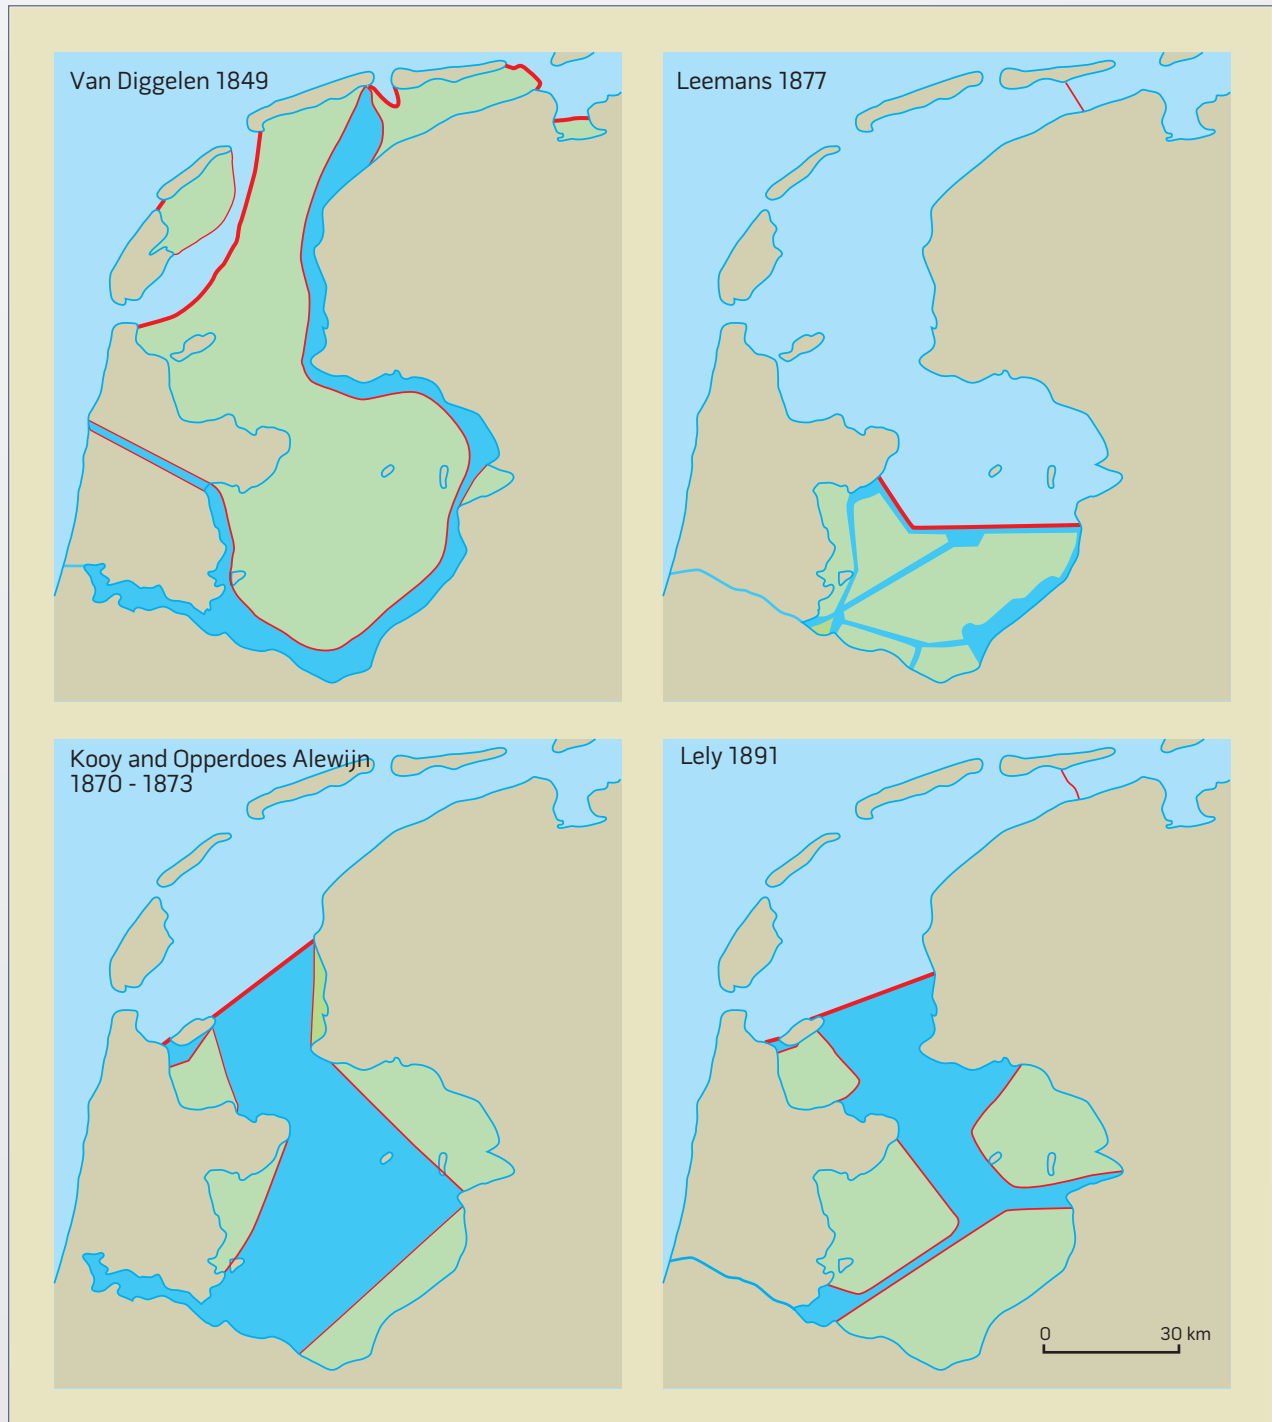 Van Diggelen 1849
Leemans 1877
Kooy and Opperdoes Alewijn
1870 - 1873
Lely 1891
0 30 km